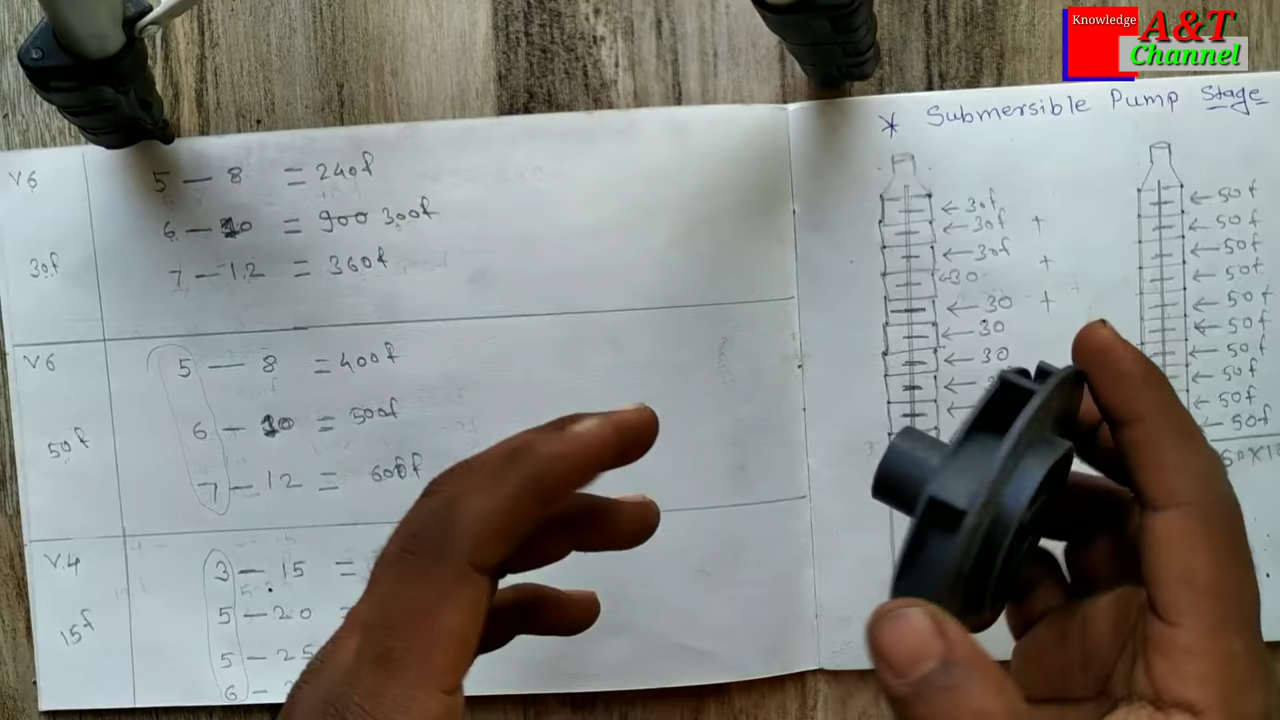 Knowledge
A&T
Channel
* Submersible Pump Stage
V6
30f
5 — 8 = 240f
6 — 10 = 900 300f
7 — 12 = 360f
V6
50f
5 — 8 = 400f
6 — 10 = 500f
7 — 12 = 600f
V.4
15f
3 — 15 =
5 — 20
5 — 25
6 —
← 30f
← 30f +
← 30f
← 30 +
← 30 +
← 30
← 30
←
←
← 50f
← 50f
← 50f
← 50f
← 50f
← 50f
← 50f
← 50f
← 50f
← 50f